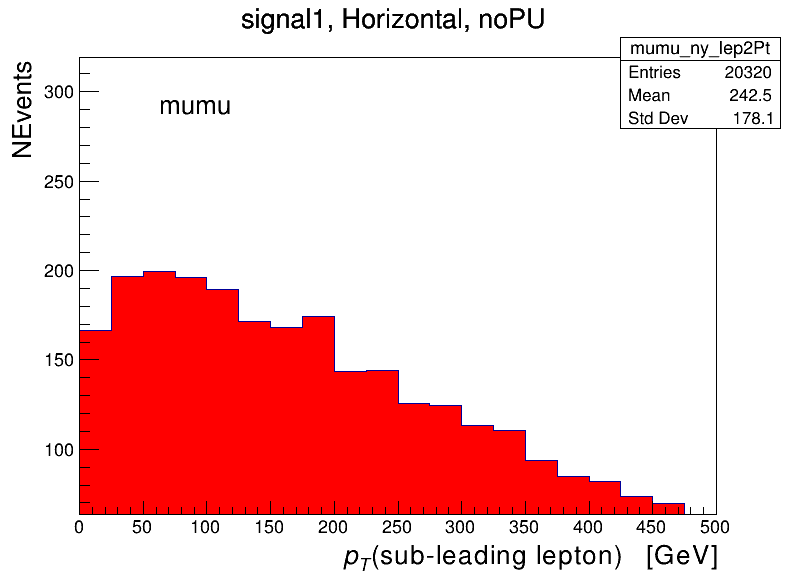 signal1, Horizontal, noPU
mumu_ny_lep2Pt
Entries 20320
Mean 242.5
Std Dev 178.1
NEvents
mumu
300
250
200
150
100
0 50 100 150 200 250 300 350 400 450 500
p_T(sub-leading lepton) [GeV]